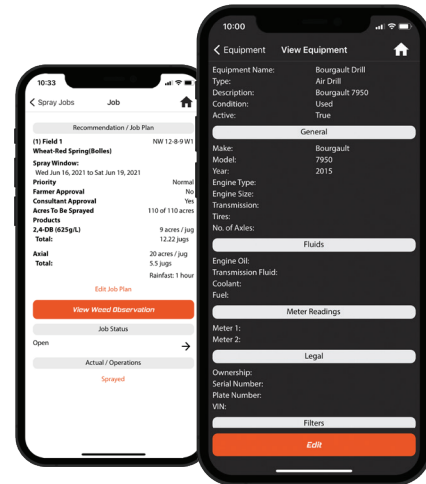 10:33
Spray Jobs Job
Recommendation / Job Plan
(1) Field 1 NW 12-8-9 W1
Wheat-Red Spring(Bolles)
Spray Window:
Wed Jun 16, 2021 to Sat Jun 19, 2021
Priority Normal
Farmer Approval No
Consultant Approval Yes
Acres To Be Sprayed 110 of 110 acres
Products
2,4-DB (625g/L) 9 acres / jug
Total: 12.22 jugs
Axial 20 acres / jug
Total: 5.5 jugs
Rainfast: 1 hour
Edit Job Plan
View Weed Observation
Job Status
Open
Actual / Operations
Sprayed
10:00
Equipment View Equipment
Equipment Name: Bourgault Drill
Type: Air Drill
Description: Bourgault 7950
Condition: Used
Active: True
General
Make: Bourgault
Model: 7950
Year: 2015
Engine Type:
Engine Size:
Transmission:
Tires:
No. of Axles:
Fluids
Engine Oil:
Transmission Fluid:
Coolant:
Fuel:
Meter Readings
Meter 1:
Meter 2:
Legal
Ownership:
Serial Number:
Plate Number:
VIN:
Filters
Edit